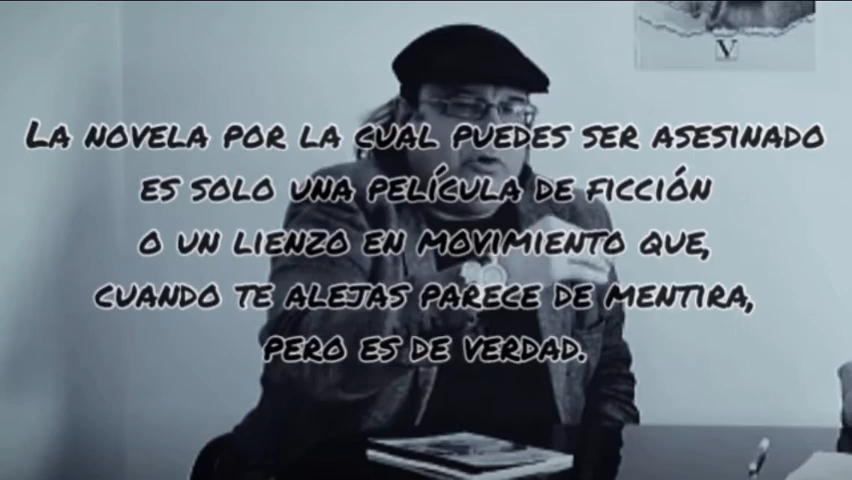 V
La novela por la cual puedes ser asesinado
es solo una película de ficción
o un lienzo en movimiento que,
cuando te alejas parece de mentira,
pero es de verdad.